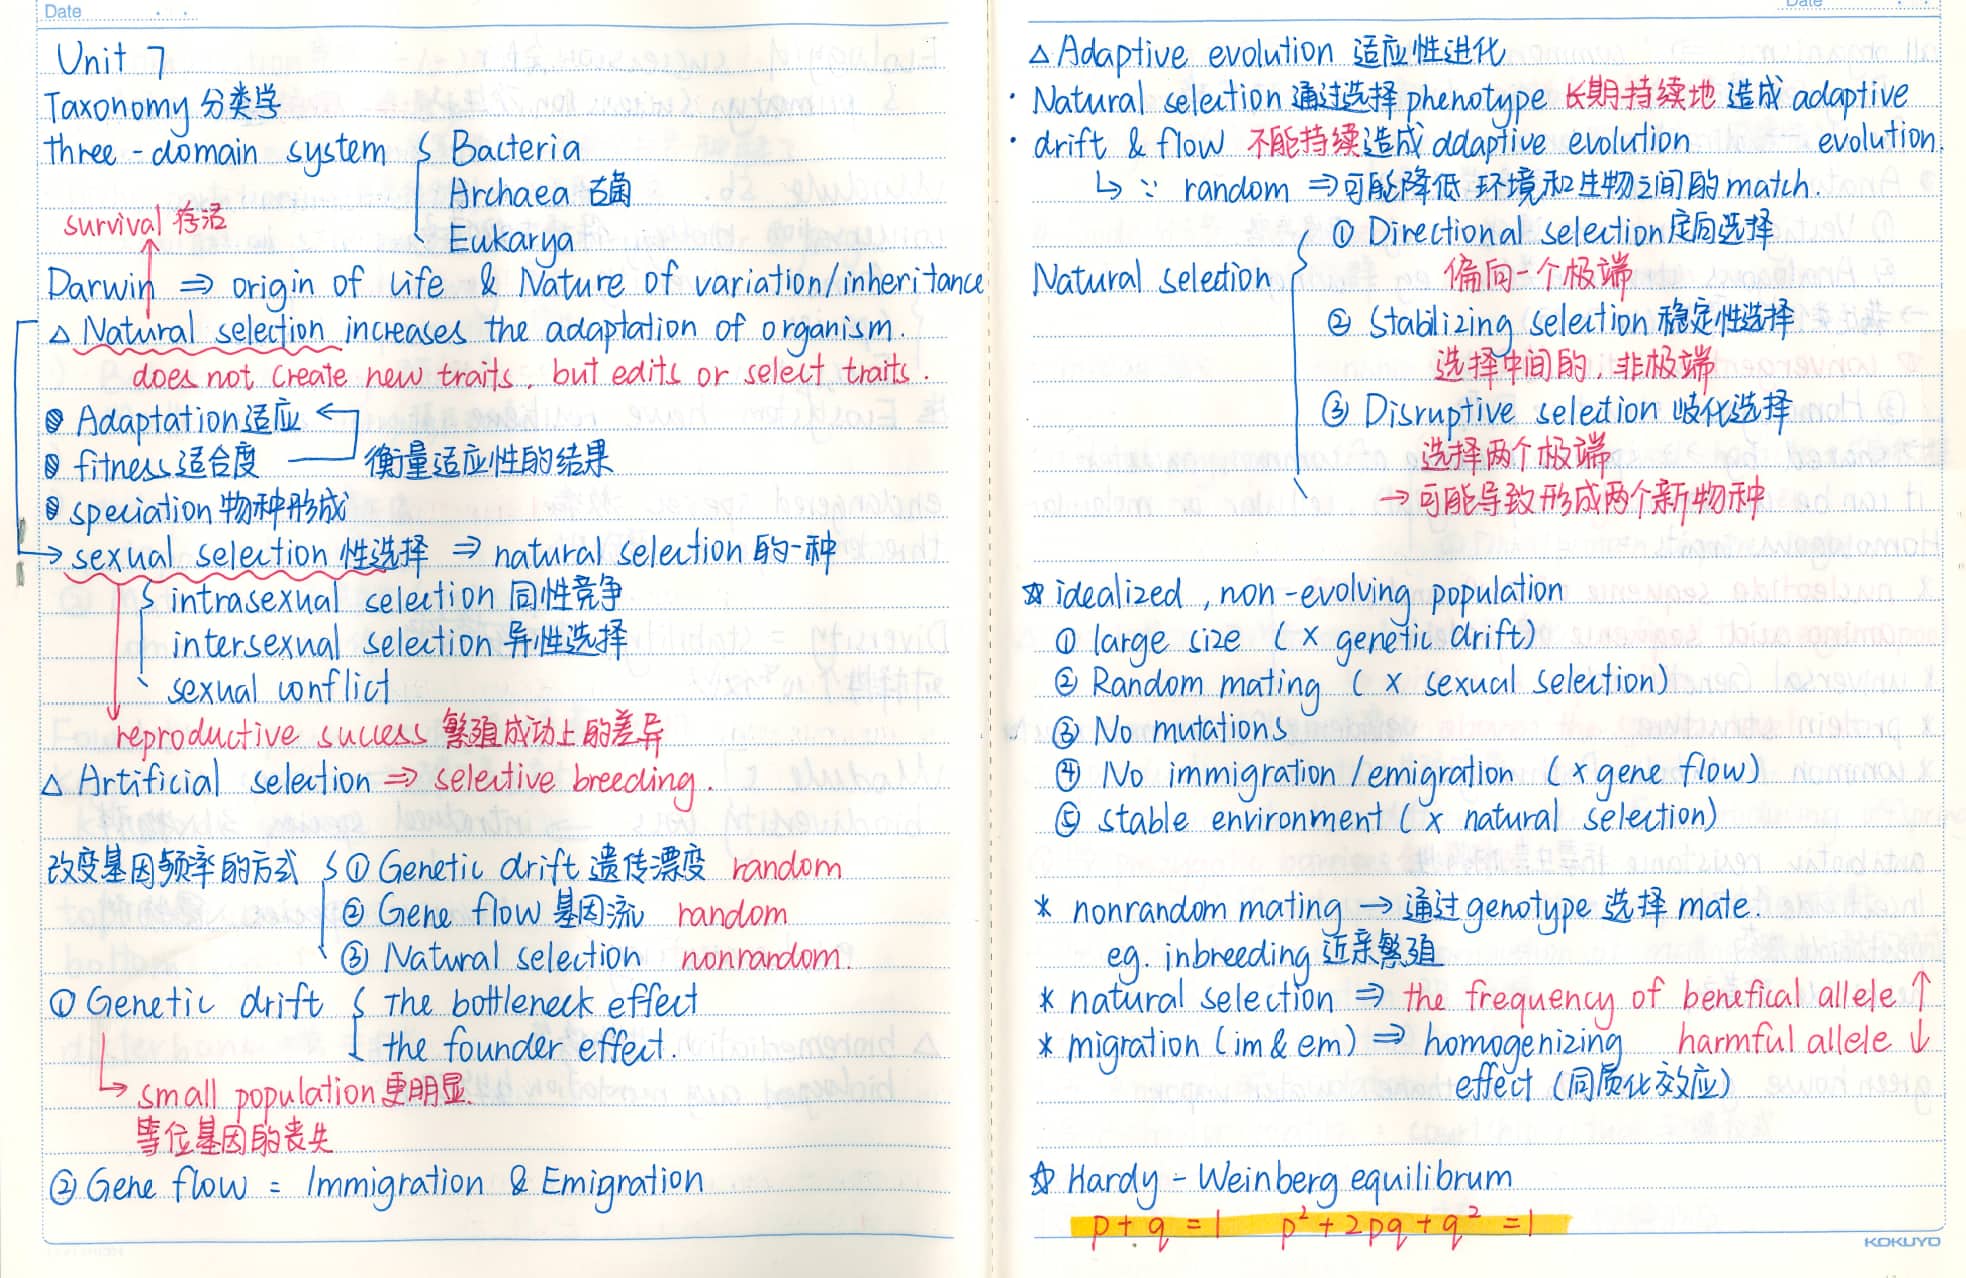 Date
Unit 7
Taxonomy 分类学
three-domain system { Bacteria
Archaea 古菌
Eukarya
survival 存活
Darwin ⇒ origin of life & Nature of variation/inheritance
△ Natural selection increases the adaptation of organism.
does not create new traits, but edits or select traits.
Adaptation 适应
fitness 适合度 衡量适应性的结果
speciation 物种形成
→ sexual selection 性选择 ⇒ natural selection 的一种
{ intrasexual selection 同性竞争
intersexual selection 异性选择
sexual conflict
reproductive success 繁殖成功上的差异
△ Artificial selection ⇒ selective breeding.
改变基因频率的方式 { ① Genetic drift 遗传漂变 random
② Gene flow 基因流 random
③ Natural selection nonrandom.
① Genetic drift { The bottleneck effect
the founder effect.
↳ small population 更明显.
等位基因的丧失
② Gene flow = Immigration & Emigration
Date
△ Adaptive evolution 适应性进化
· Natural selection 通过选择 phenotype 长期持续地 造成 adaptive
evolution.
· drift & flow 不能持续造成 adaptive evolution
↳ ∵ random ⇒ 可能降低 环境和生物之间的 match.
Natural selection { ① Directional selection 定向选择
偏向一个极端
② Stabilizing selection 稳定性选择
选择中间的, 非极端
③ Disruptive selection 歧化选择
选择两个极端
→ 可能导致形成两个新物种
☆ idealized, non-evolving population
① large size (× genetic drift)
② Random mating (× sexual selection)
③ No mutations
④ No immigration/emigration (× gene flow)
⑤ stable environment (× natural selection)
* nonrandom mating → 通过 genotype 选择 mate.
eg. inbreeding 近亲繁殖
* natural selection ⇒ the frequency of benefical allele ↑
harmful allele ↓
* migration (im & em) ⇒ homogenizing
effect (同质化效应)
☆ Hardy-Weinberg equilibrum
p+q=1 p²+2pq+q²=1
KOKUYO